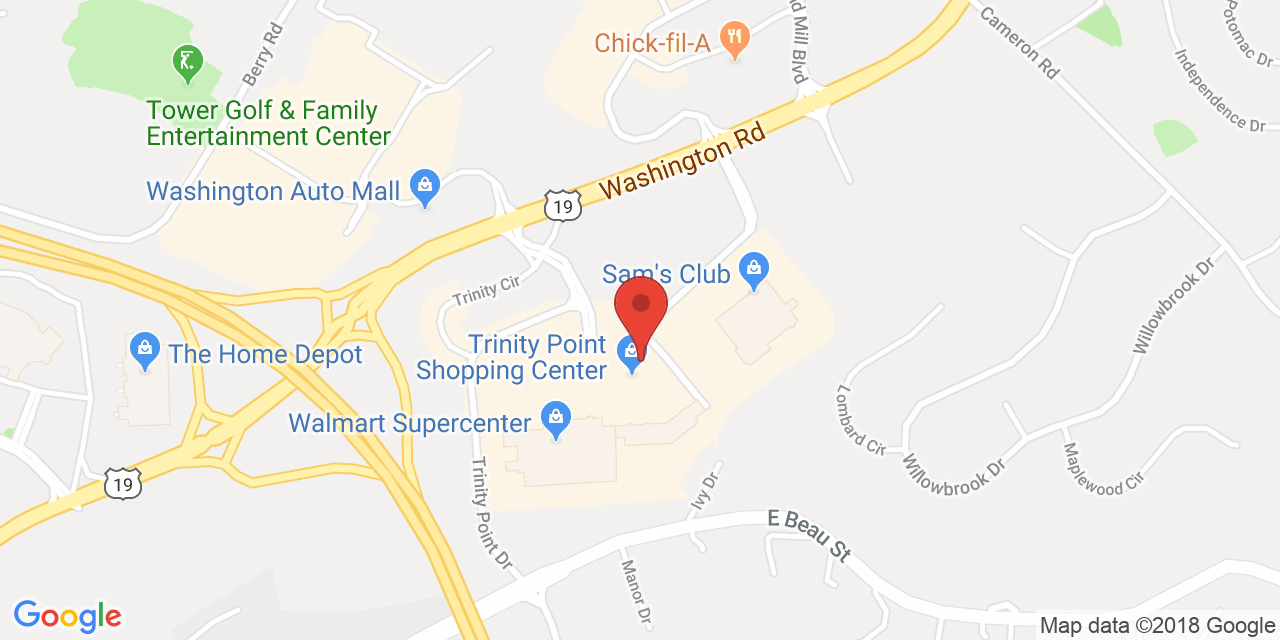 Chick-fil-A
d Mill Blvd
Cameron Rd
Potomac Dr
Independence Dr
Berry Rd
Tower Golf & Family
Entertainment Center
Washington Rd
Washington Auto Mall
19
Sam's Club
Trinity Cir
Willowbrook Dr
The Home Depot
Trinity Point
Shopping Center
Walmart Supercenter
Lombard Cir
Willowbrook Dr
Maplewood Cir
19
Trinity Point Dr
Ivy Dr
E Beau St
Manor Dr
Google
Map data ©2018 Google